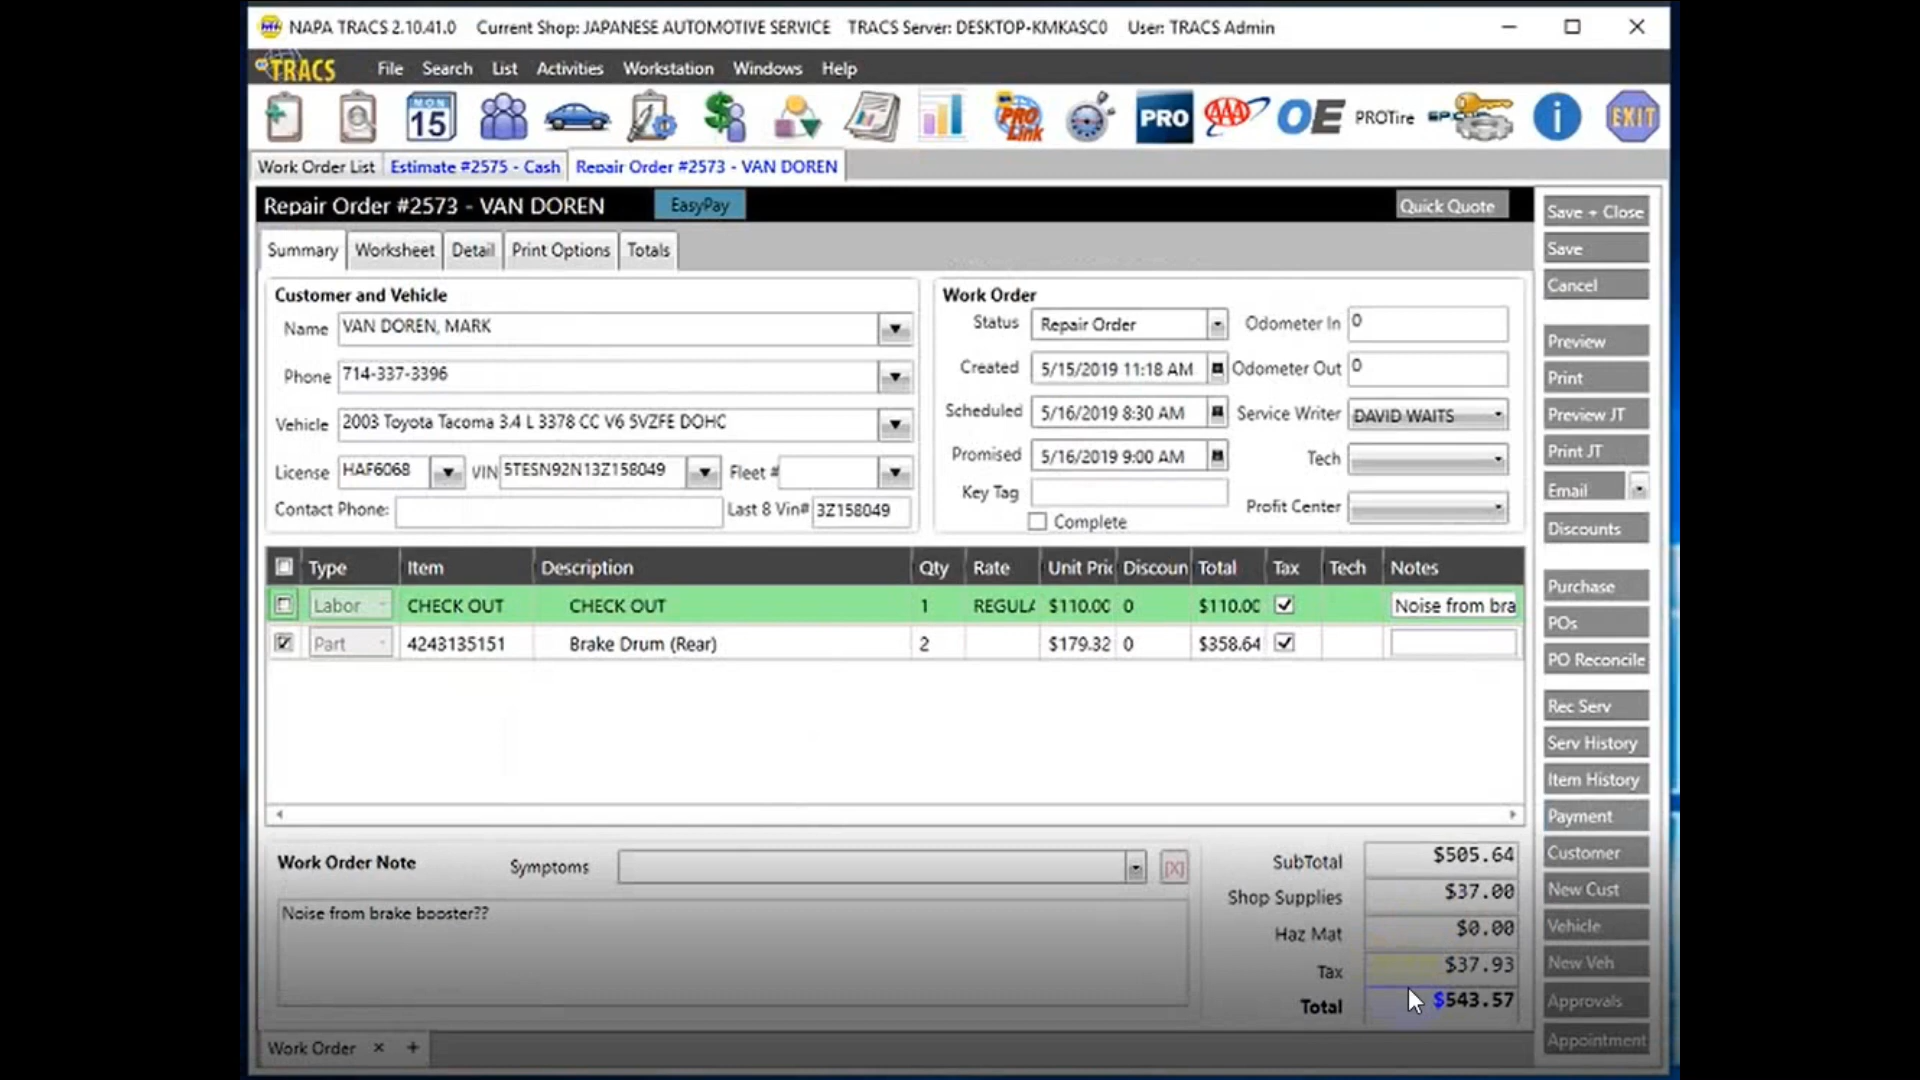 NAPA TRACS 2.10.41.0 Current Shop: JAPANESE AUTOMOTIVE SERVICE TRACS Server: DESKTOP-KMKASC0 User: TRACS Admin
TRACS File Search List Activities Workstation Windows Help
MON 15 PRO Link PRO AAA OE PROTire i EXIT
Work Order List Estimate #2575 - Cash Repair Order #2573 - VAN DOREN
Repair Order #2573 - VAN DOREN EasyPay Quick Quote
Summary Worksheet Detail Print Options Totals
Customer and Vehicle
Name VAN DOREN, MARK
Phone 714-337-3396
Vehicle 2003 Toyota Tacoma 3.4 L 3378 CC V6 5VZFE DOHC
License HAF6068 VIN 5TESN92N13Z158049 Fleet #
Contact Phone: Last 8 Vin# 3Z158049
Work Order
Status Repair Order Odometer In 0
Created 5/15/2019 11:18 AM Odometer Out 0
Scheduled 5/16/2019 8:30 AM Service Writer DAVID WAITS
Promised 5/16/2019 9:00 AM Tech
Key Tag Profit Center
Complete
Type Item Description Qty Rate Unit Pric Discoun Total Tax Tech Notes
Labor CHECK OUT CHECK OUT 1 REGULA $110.00 0 $110.00 Noise from bra
Part 4243135151 Brake Drum (Rear) 2 $179.32 0 $358.64
Work Order Note Symptoms [X]
Noise from brake booster??
SubTotal $505.64
Shop Supplies $37.00
Haz Mat $0.00
Tax $37.93
Total $543.57
Work Order × +
Save + Close
Save
Cancel
Preview
Print
Preview JT
Print JT
Email
Discounts
Purchase
POs
PO Reconcile
Rec Serv
Serv History
Item History
Payment
Customer
New Cust
Vehicle
New Veh
Approvals
Appointment